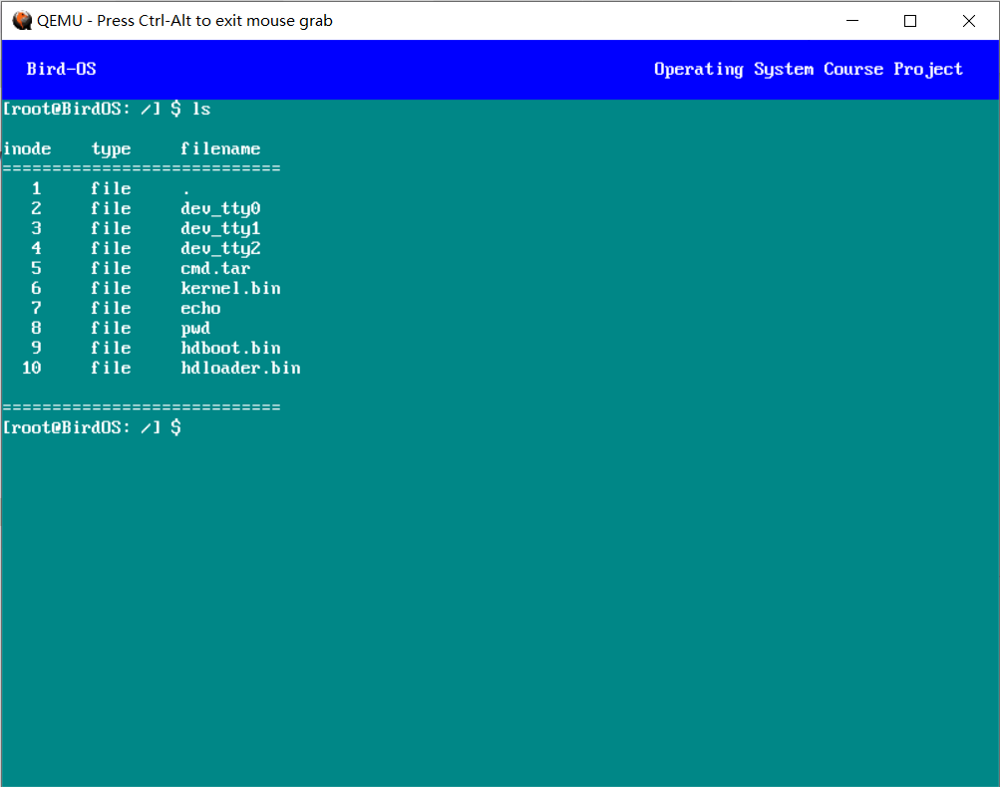 QEMU - Press Ctrl-Alt to exit mouse grab
Bird-OS Operating System Course Project
[root@BirdOS: /] $ ls
inode type filename
============================
1 file .
2 file dev_tty0
3 file dev_tty1
4 file dev_tty2
5 file cmd.tar
6 file kernel.bin
7 file echo
8 file pwd
9 file hdboot.bin
10 file hdloader.bin
============================
[root@BirdOS: /] $